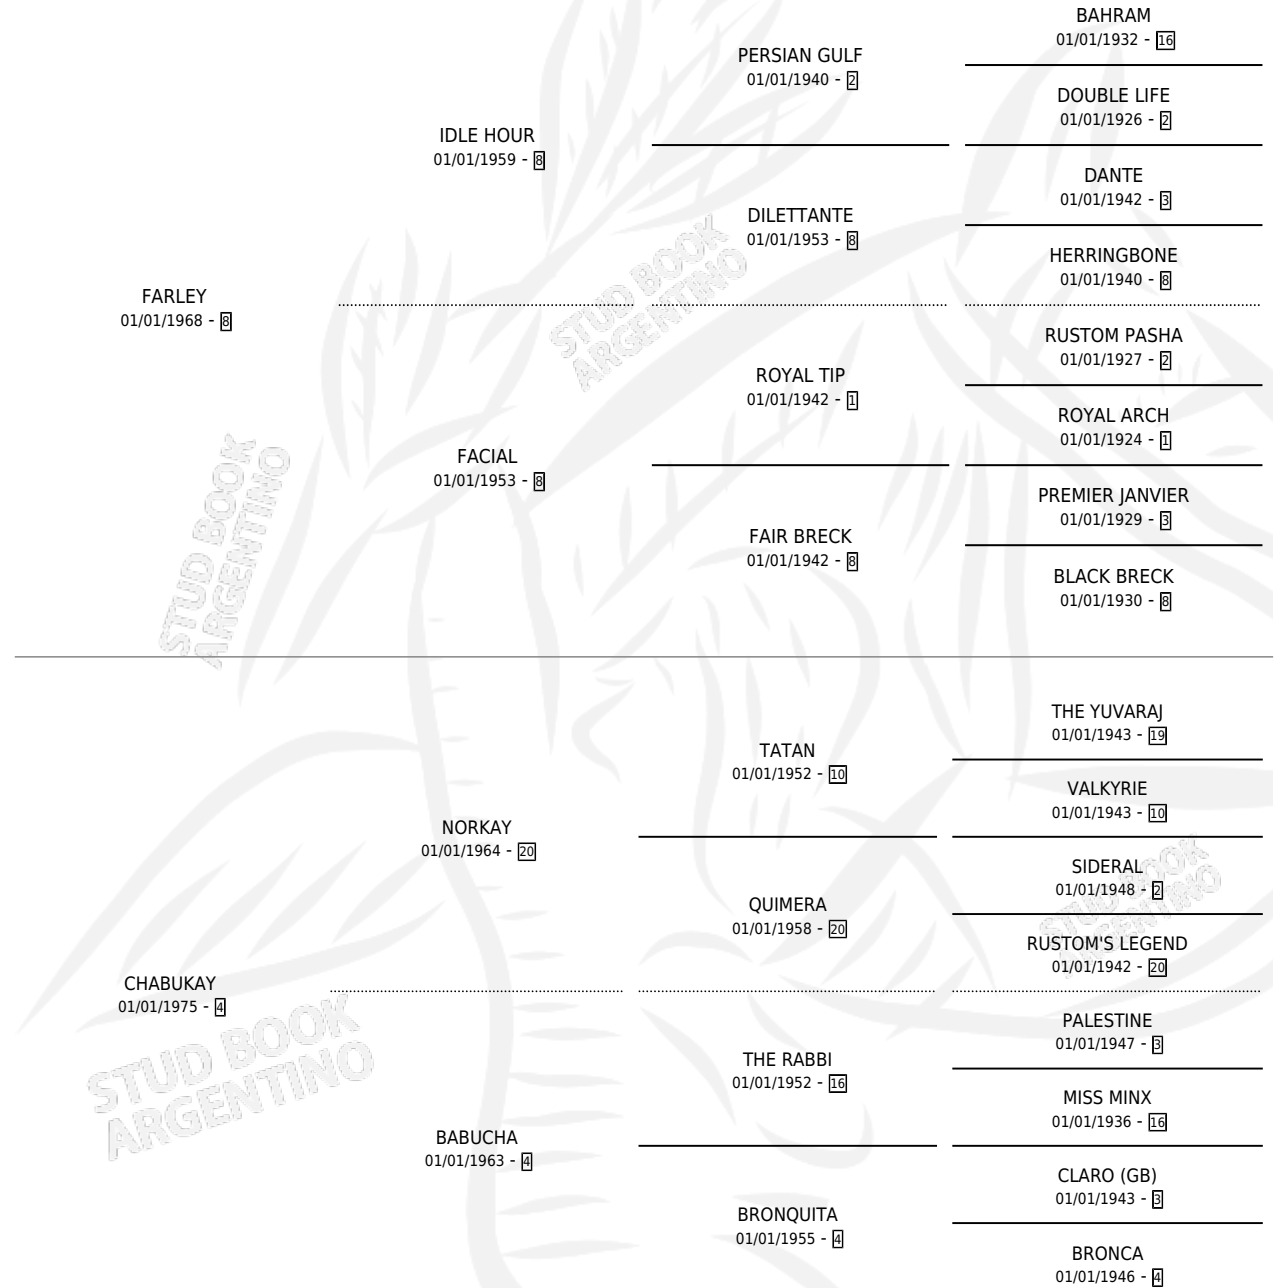 BAHRAM
01/01/1932 - 16
PERSIAN GULF
01/01/1940 - 2
DOUBLE LIFE
01/01/1926 - 2
IDLE HOUR
01/01/1959 - 8
DANTE
01/01/1942 - 3
DILETTANTE
01/01/1953 - 8
HERRINGBONE
01/01/1940 - 8
FARLEY
01/01/1968 - 8
RUSTOM PASHA
01/01/1927 - 2
ROYAL TIP
01/01/1942 - 1
ROYAL ARCH
01/01/1924 - 1
FACIAL
01/01/1953 - 8
PREMIER JANVIER
01/01/1929 - 3
FAIR BRECK
01/01/1942 - 8
BLACK BRECK
01/01/1930 - 8
THE YUVARAJ
01/01/1943 - 19
TATAN
01/01/1952 - 10
VALKYRIE
01/01/1943 - 10
NORKAY
01/01/1964 - 20
SIDERAL
01/01/1948 - 2
QUIMERA
01/01/1958 - 20
RUSTOM'S LEGEND
01/01/1942 - 20
CHABUKAY
01/01/1975 - 4
PALESTINE
01/01/1947 - 3
THE RABBI
01/01/1952 - 16
MISS MINX
01/01/1936 - 16
BABUCHA
01/01/1963 - 4
CLARO (GB)
01/01/1943 - 3
BRONQUITA
01/01/1955 - 4
BRONCA
01/01/1946 - 4
STUD BOOK
ARGENTINO
STUD BOOK
ARGENTINO
STUD BOOK
ARGENTINO
STUD BOOK
ARGENTINO